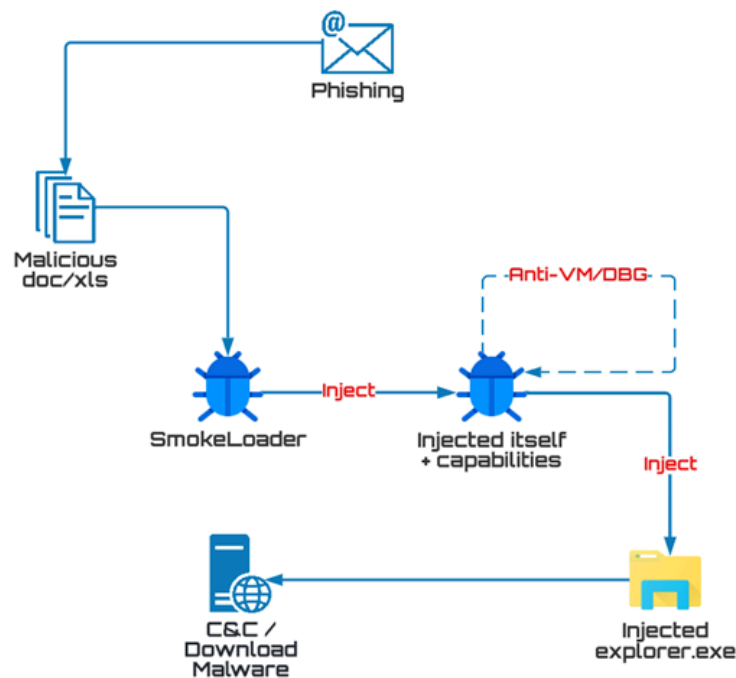 @
Phishing
Malicious
doc/xls
Anti-VM/DBG
SmokeLoader
Inject
Injected itself
+ capabilities
Inject
C&C /
Download
Malware
Injected
explorer.exe